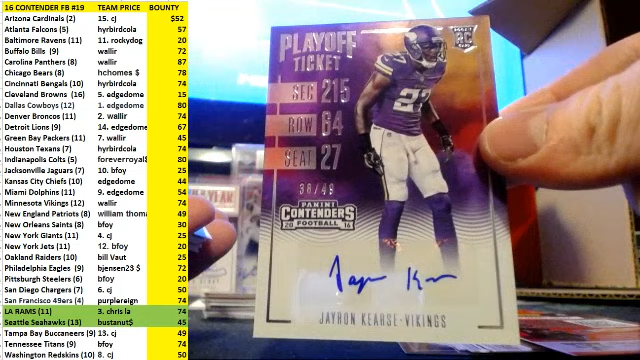 16 CONTENDER FB #19 TEAM PRICE BOUNTY
Arizona Cardinals (2) 15. cj $52
Atlanta Falcons (5) hyrbirdcola 57
Baltimore Ravens (11) 11. rockydog 20
Buffalo Bills (9) wallir 22
Carolina Panthers (8) wallir 87
Chicago Bears (8) hchomes $ 78
Cincinnati Bengals (10) hyrbirdcola 74
Cleveland Browns (16) 5. edgedome 15
Dallas Cowboys (12) 1. edgedome 80
Denver Broncos (11) 2. wallir 74
Detroit Lions (9) 14. edgedome 67
Green Bay Packers (11) 7. wallir 45
Houston Texans (7) hyrbirdcola 74
Indianapolis Colts (5) foreverroyal$ 80
Jacksonville Jaguars (7) 10. bfoy 25
Kansas City Chiefs (10) edgedome 44
Miami Dolphins (11) 9. edgedome 54
Minnesota Vikings (12) wallir 74
New England Patriots (8) william thoma 49
New Orleans Saints (8) bfoy 30
New York Giants (11) 4. cj 25
New York Jets (11) 12. bfoy 20
Oakland Raiders (10) bill Vaut 25
Philadelphia Eagles (9) bjensen23 $ 72
Pittsburgh Steelers (6) bfoy 20
San Diego Chargers (7) 6. cj 50
San Francisco 49ers (4) purplereign 74
LA RAMS (11) 3. chris la 74
Seattle Seahawks (13) bustanut$ 45
Tampa Bay Buccaneers (9) 13. cj 49
Tennessee Titans (9) bfoy 74
Washington Redskins (10) 8. cj 50
PLAYOFF
TICKET
RC
SEC 215
ROW 64
SEAT 27
36/49
PANINI
CONTENDERS
FOOTBALL
20 16
JAYRON KEARSE-VIKINGS